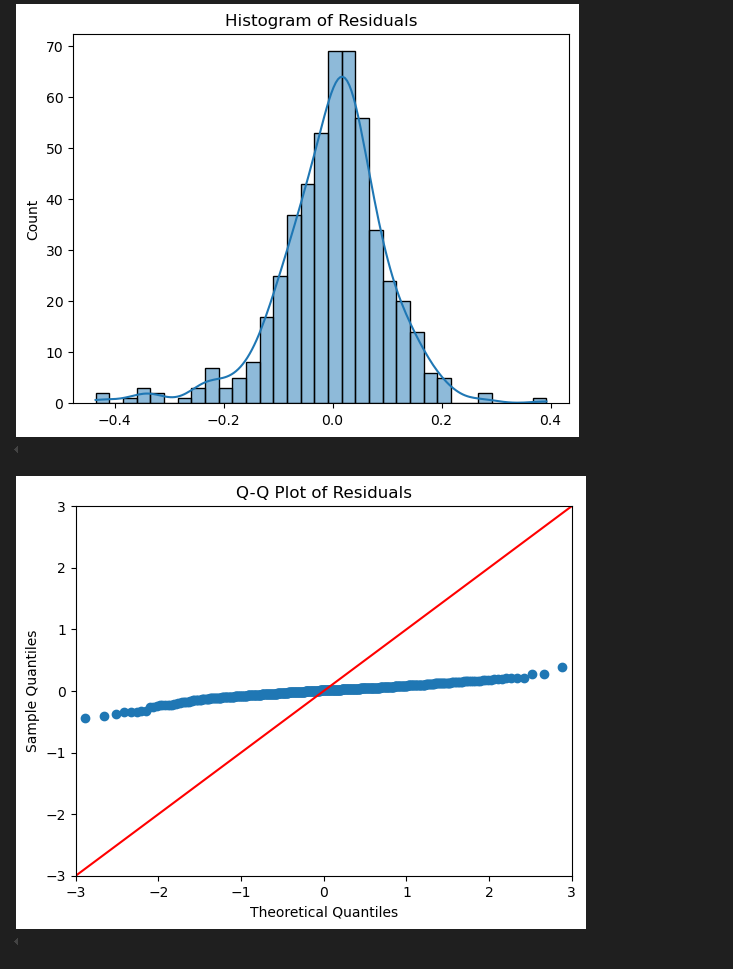 Histogram of Residuals
70
60
50
40
30
20
10
0
Count
−0.4 −0.2 0.0 0.2 0.4
Q-Q Plot of Residuals
3
2
1
0
−1
−2
−3
Sample Quantiles
−3 −2 −1 0 1 2 3
Theoretical Quantiles